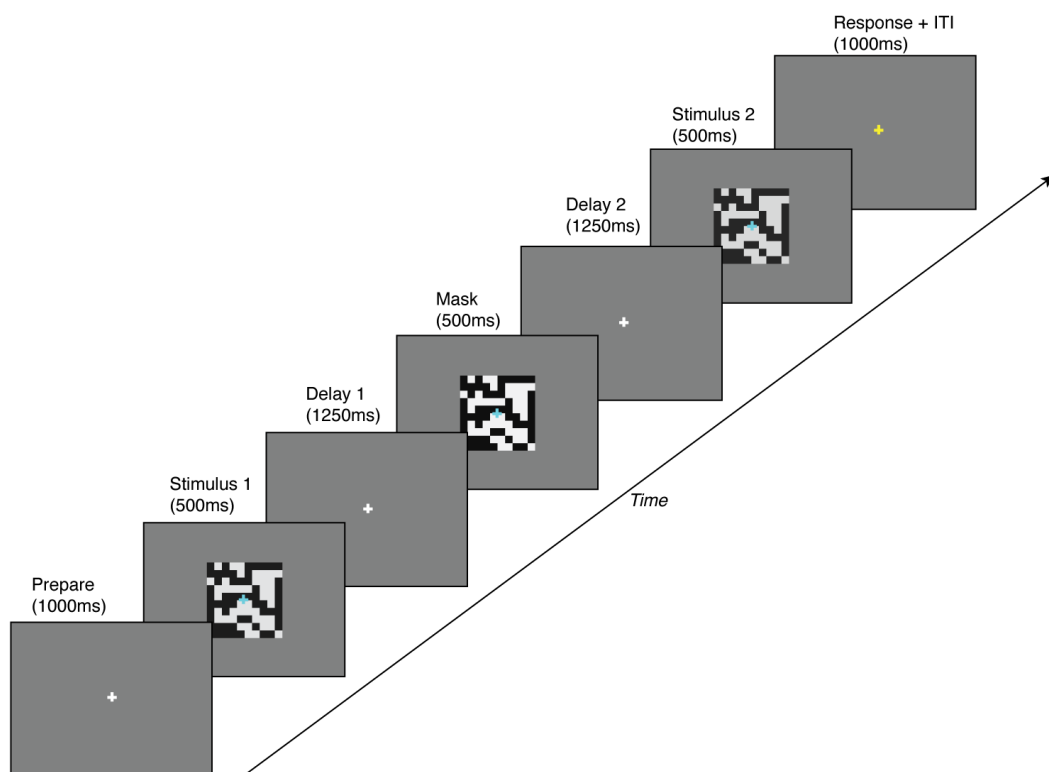 Response + ITI
(1000ms)
Stimulus 2
(500ms)
Delay 2
(1250ms)
Mask
(500ms)
Delay 1
(1250ms)
Stimulus 1
(500ms)
Prepare
(1000ms)
Time